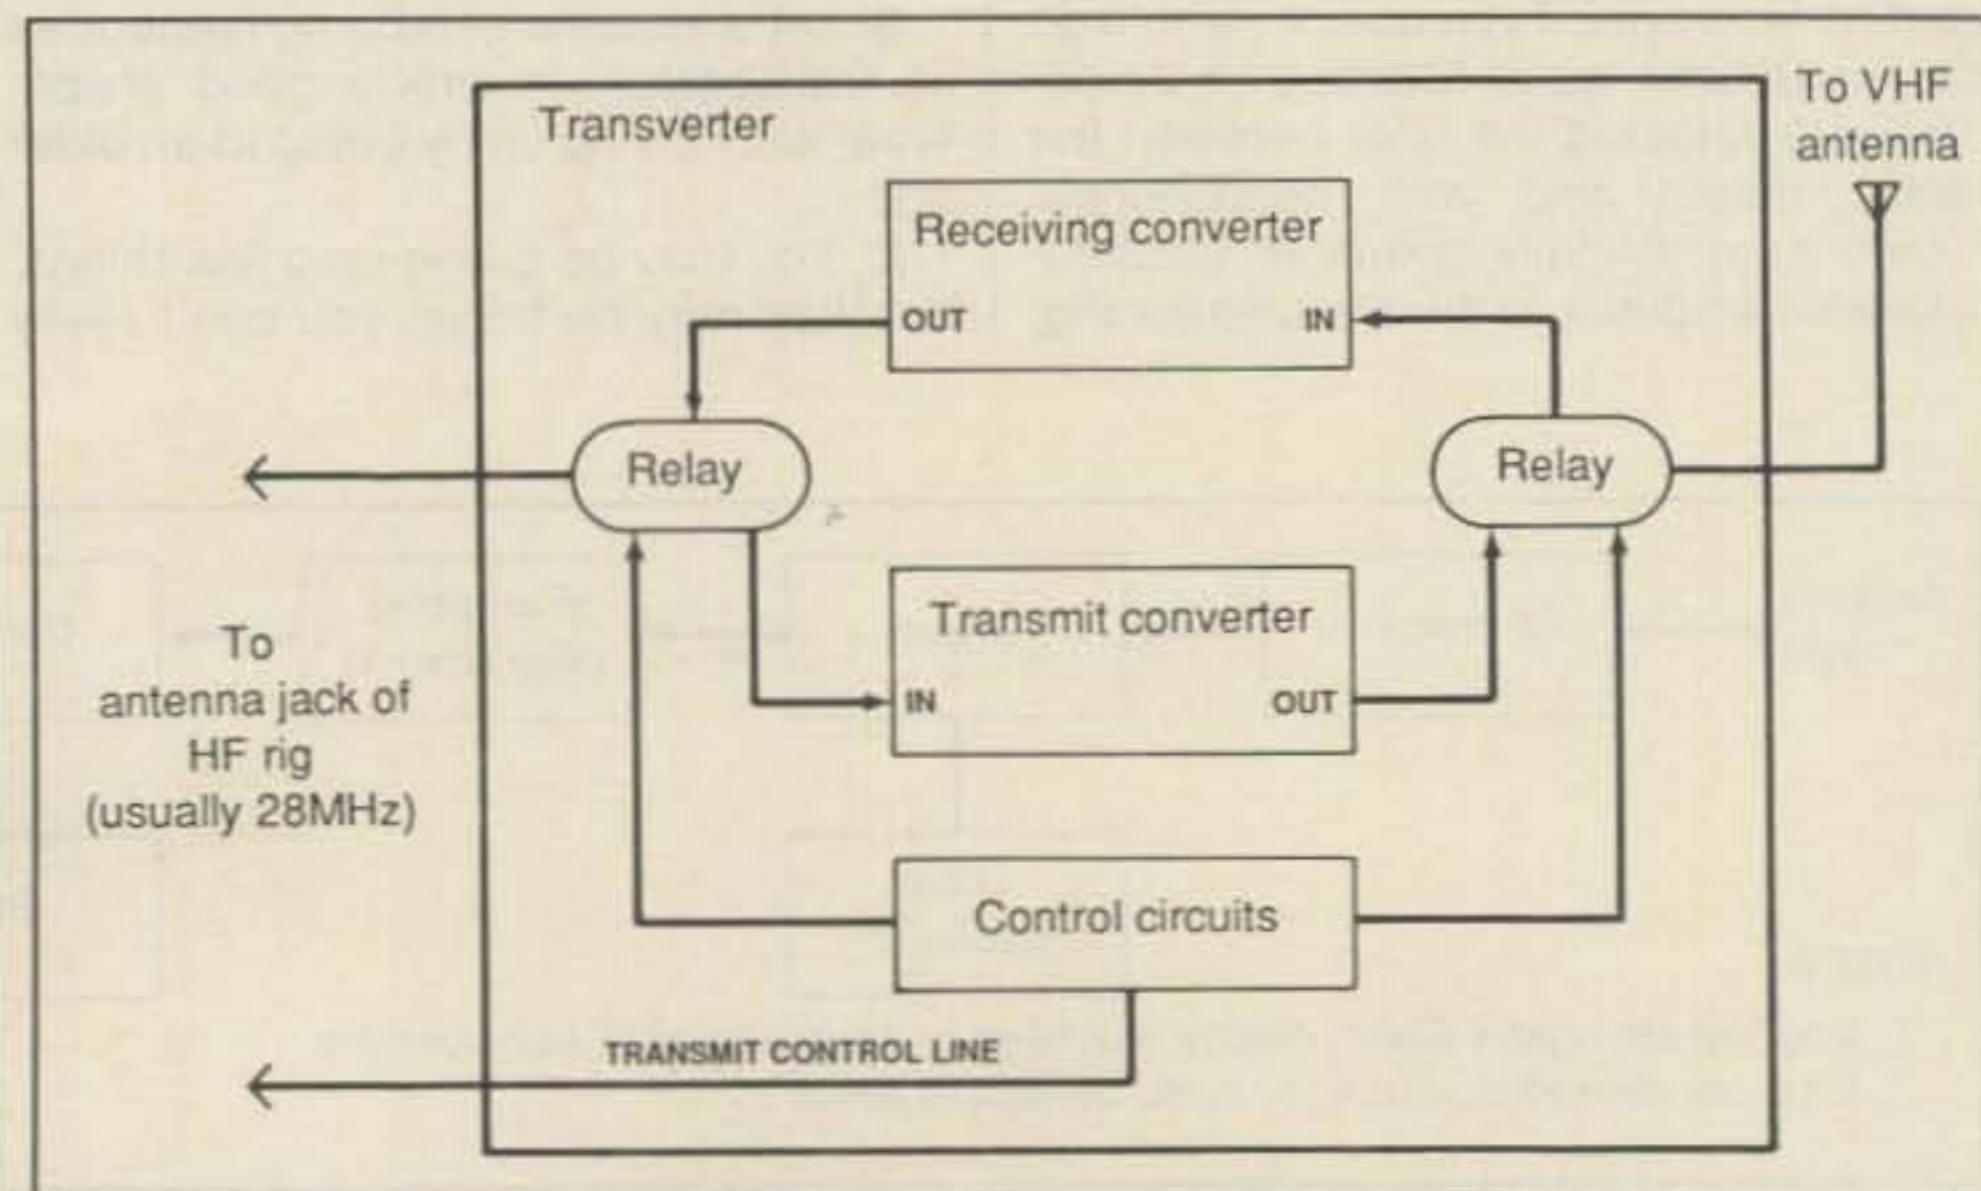 To VHF
antenna
Transverter
Receiving converter
OUT
IN
Relay
Relay
Transmit converter
IN
OUT
To
antenna jack of
HF rig
(usually 28MHz)
Control circuits
TRANSMIT CONTROL LINE